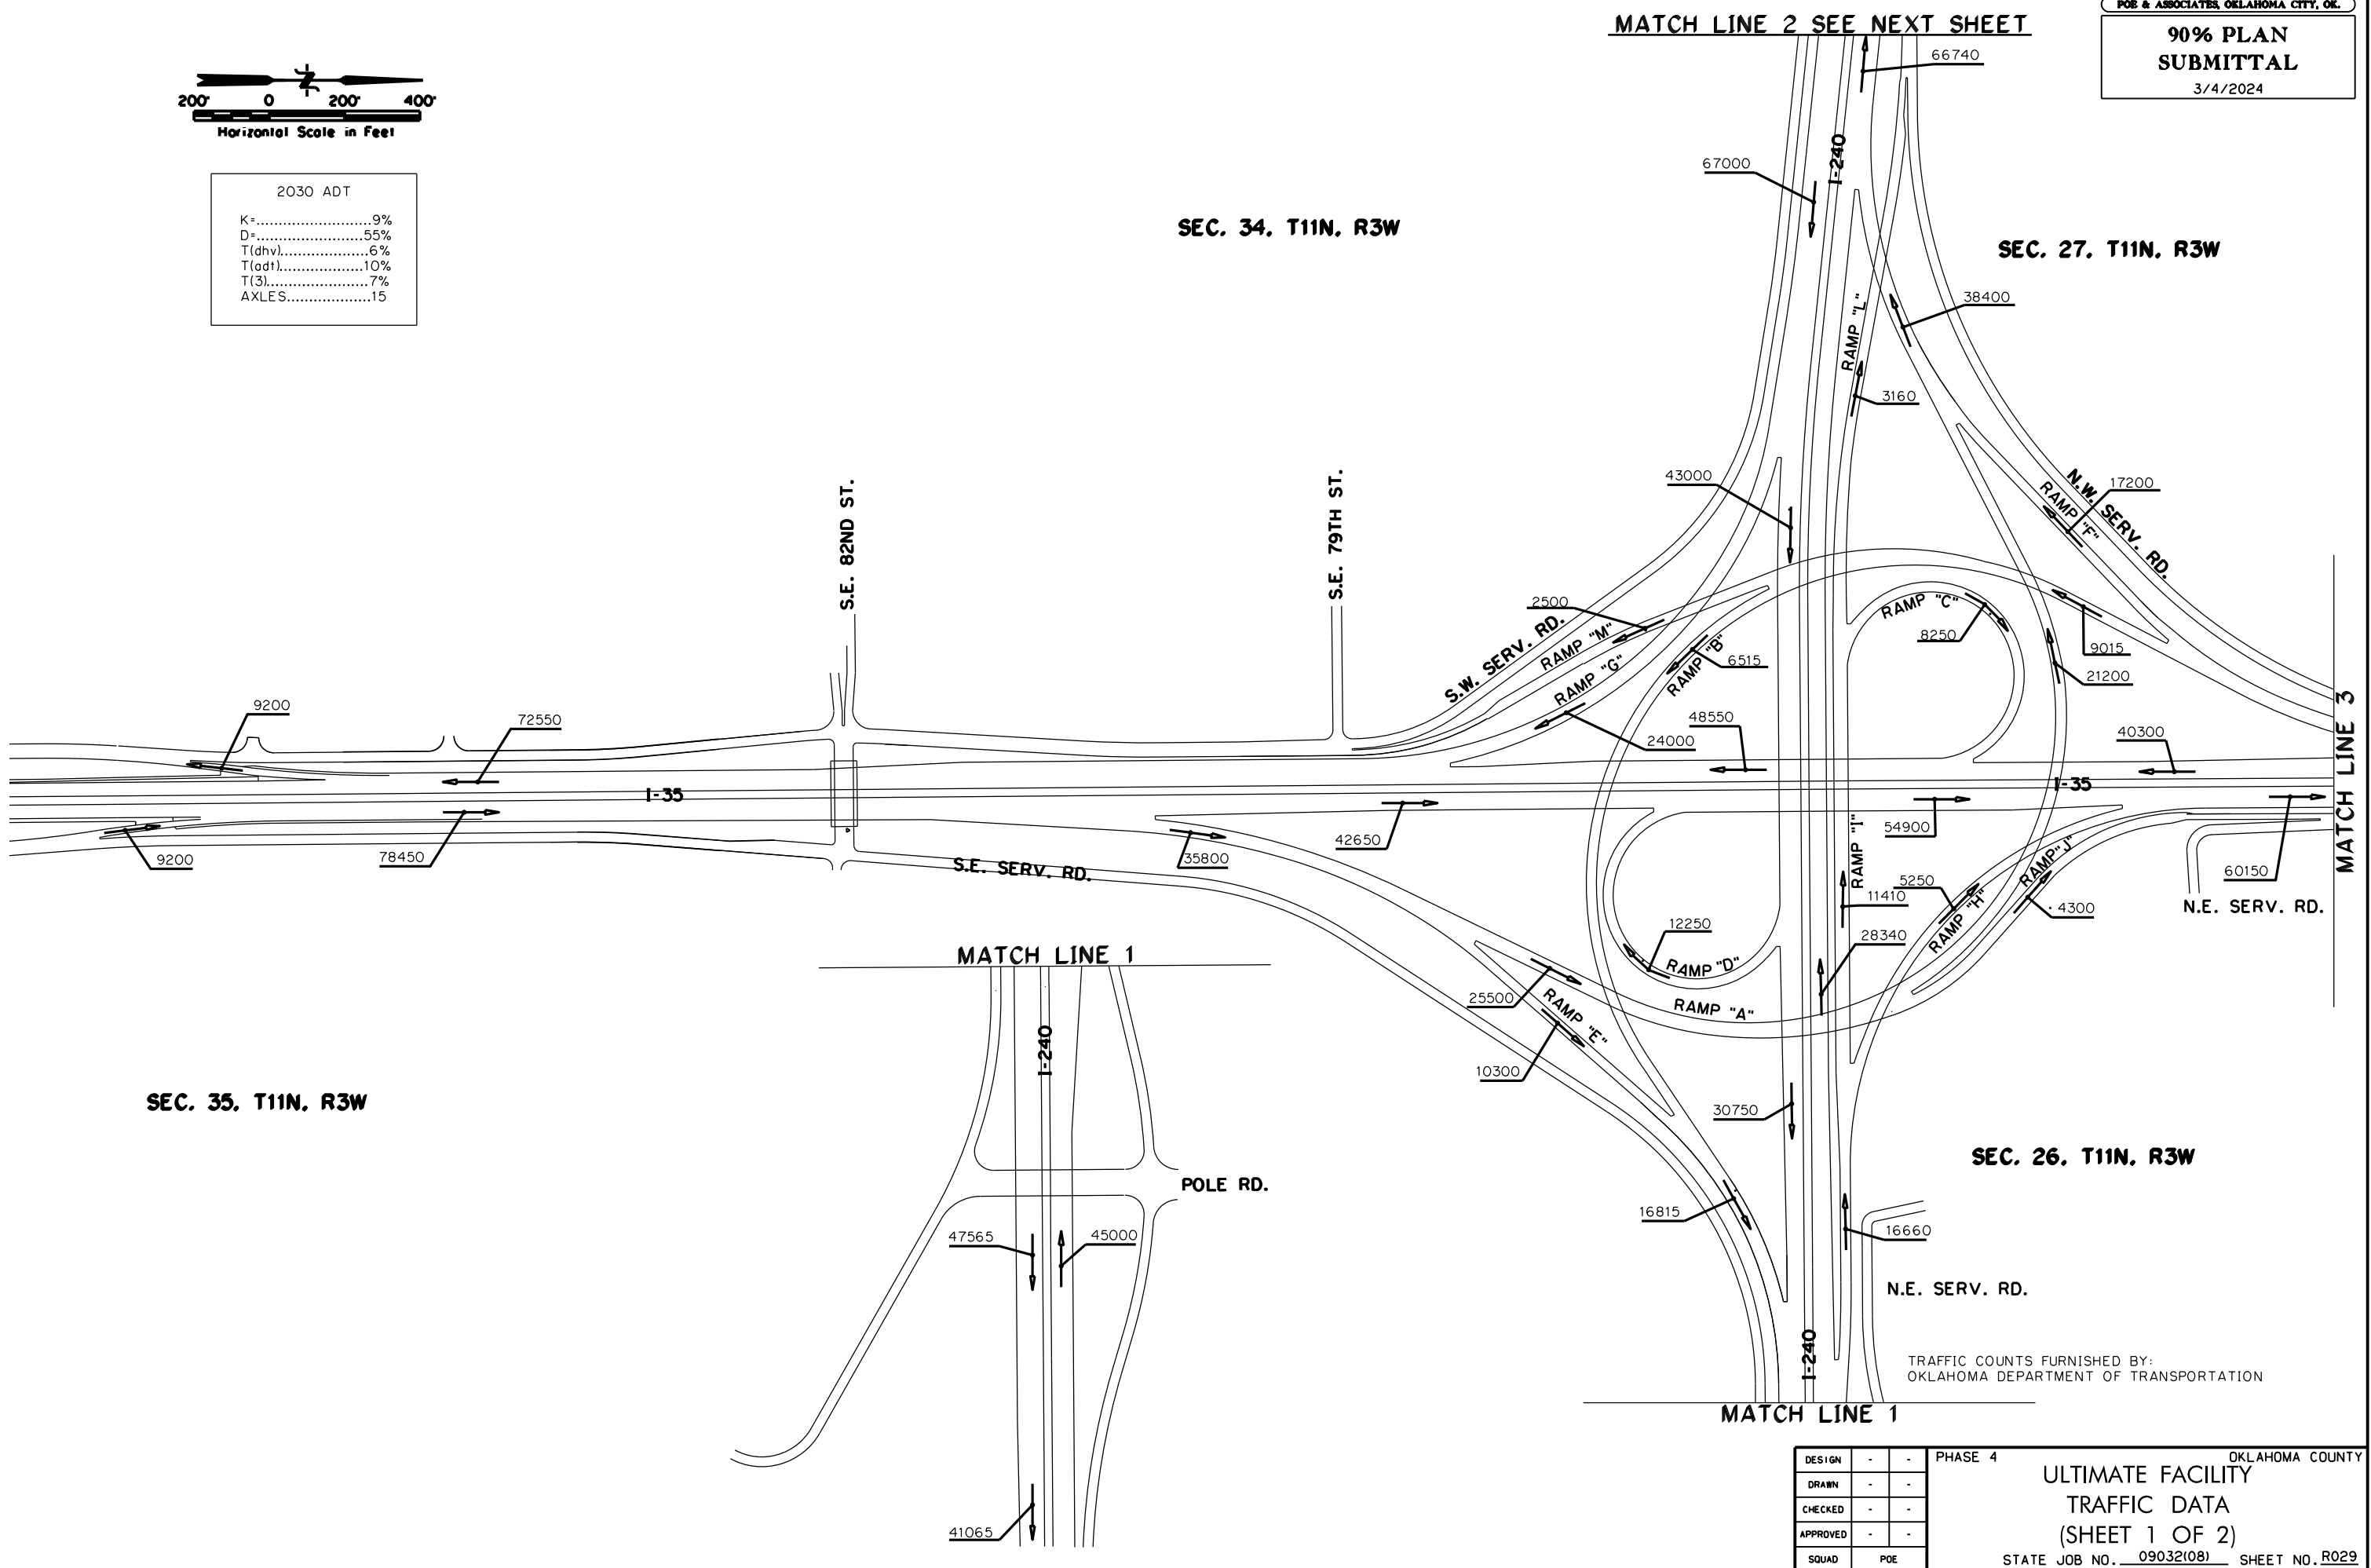 POE & ASSOCIATES, OKLAHOMA CITY, OK.
90% PLAN
SUBMITTAL
3/4/2024
MATCH LINE 2 SEE NEXT SHEET
N
200' 0 200' 400'
Horizontal Scale in Feet
2030 ADT
K=.........................9%
D=........................55%
T(dhv)....................6%
T(adt)...................10%
T(3).......................7%
AXLES...................15
SEC. 34, T11N, R3W
SEC. 27, T11N, R3W
66740
I-240
67000
38400
RAMP "L"
3160
43000
17200
RAMP "F"
N.W. SERV. RD.
S.E. 82ND ST.
S.E. 79TH ST.
2500
S.W. SERV. RD.
RAMP "M"
RAMP "G"
RAMP "B"
6515
RAMP "C"
8250
9015
21200
9200
72550
48550
24000
40300
MATCH LINE 3
I-35
I-35
9200
78450
42650
35800
54900
60150
S.E. SERV. RD.
RAMP "I"
5250
11410
RAMP "H"
RAMP "J"
4300
N.E. SERV. RD.
12250
RAMP "D"
28340
25500
RAMP "A"
RAMP "E"
10300
30750
MATCH LINE 1
I-240
SEC. 35, T11N, R3W
SEC. 26, T11N, R3W
POLE RD.
16815
16660
47565
45000
N.E. SERV. RD.
I-240
TRAFFIC COUNTS FURNISHED BY:
OKLAHOMA DEPARTMENT OF TRANSPORTATION
MATCH LINE 1
41065
DESIGN - -
DRAWN - -
CHECKED - -
APPROVED - -
SQUAD POE
PHASE 4 OKLAHOMA COUNTY
ULTIMATE FACILITY
TRAFFIC DATA
(SHEET 1 OF 2)
STATE JOB NO. 09032(08) SHEET NO. R029